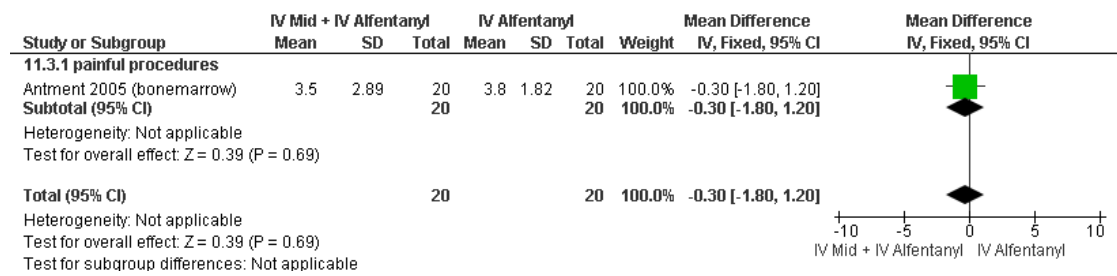 IV Mid + IV Alfentanyl IV Alfentanyl Mean Difference Mean Difference
Study or Subgroup Mean SD Total Mean SD Total Weight IV, Fixed, 95% CI IV, Fixed, 95% CI
11.3.1 painful procedures
Antment 2005 (bonemarrow) 3.5 2.89 20 3.8 1.82 20 100.0% -0.30 [-1.80, 1.20]
Subtotal (95% CI) 20 20 100.0% -0.30 [-1.80, 1.20]
Heterogeneity: Not applicable
Test for overall effect: Z = 0.39 (P = 0.69)
Total (95% CI) 20 20 100.0% -0.30 [-1.80, 1.20]
Heterogeneity: Not applicable
Test for overall effect: Z = 0.39 (P = 0.69)
Test for subgroup differences: Not applicable
-10 -5 0 5 10
IV Mid + IV Alfentanyl IV Alfentanyl